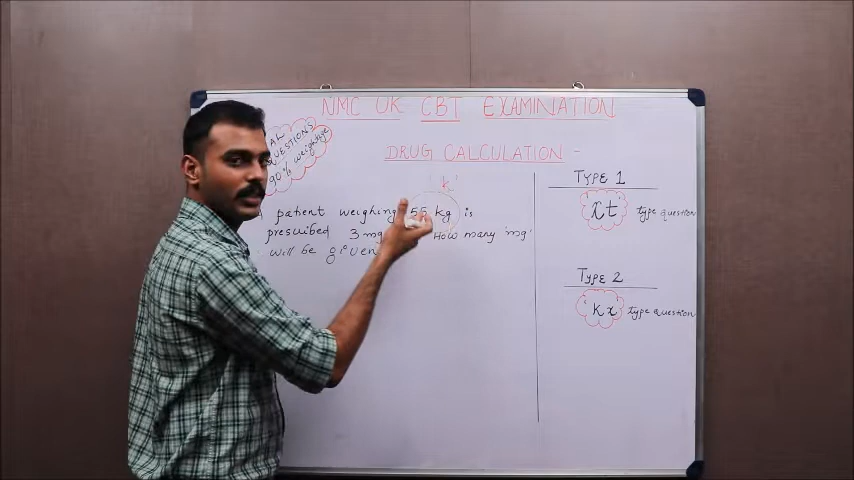 NMC UK CBT EXAMINATION
QUESTIONS
90% weightage
DRUG CALCULATION -
'k'
patient weighing 55 kg is
prescribed 3 mg How many 'mg'
will be given
TYPE 1
'xt' type question
TYPE 2
'kx' type question